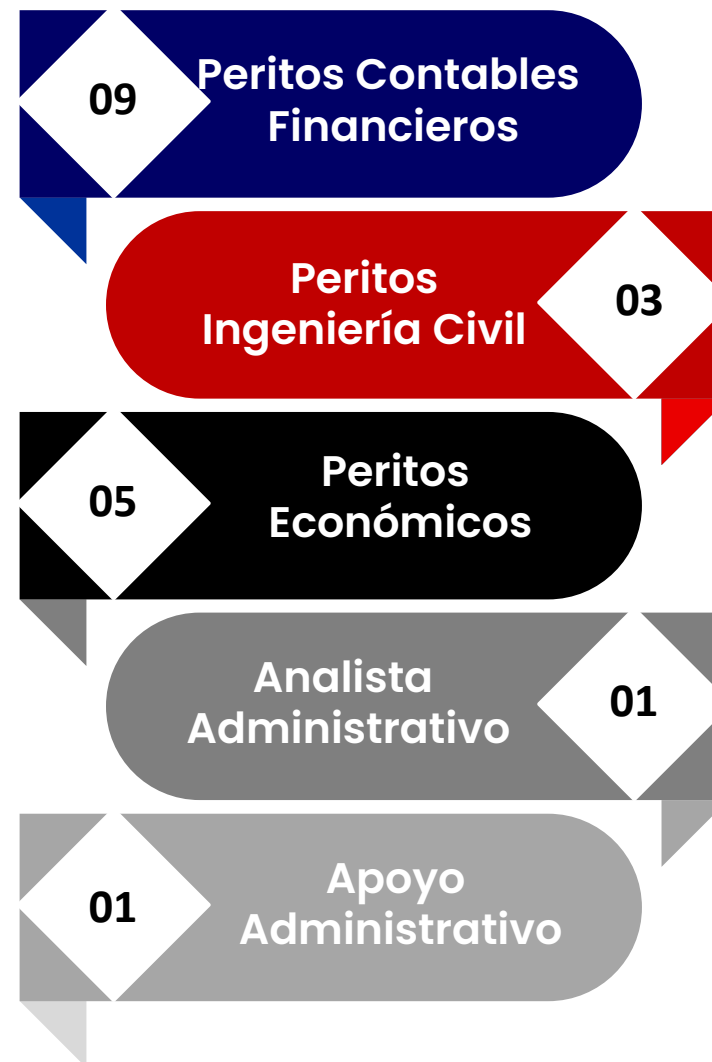 09
Peritos Contables
Financieros
Peritos
Ingeniería Civil
03
05
Peritos
Económicos
Analista
Administrativo
01
01
Apoyo
Administrativo